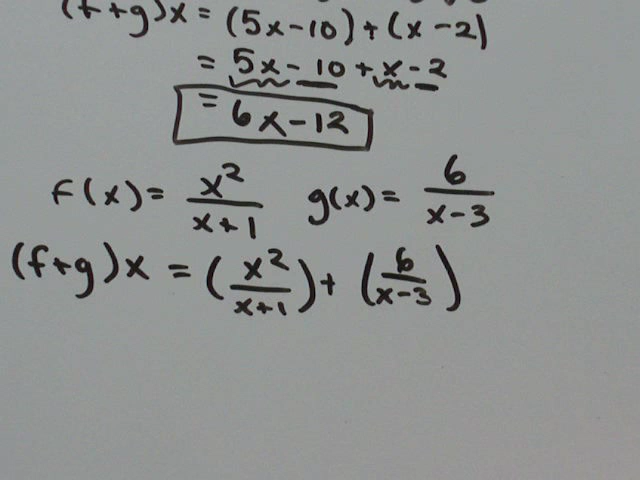 (f+g)x = (5x-10)+(x-2)
= 5x-10+x-2
= 6x-12
f(x)= x²/x+1 g(x)= 6/x-3
(f+g)x = (x²/x+1)+(6/x-3)